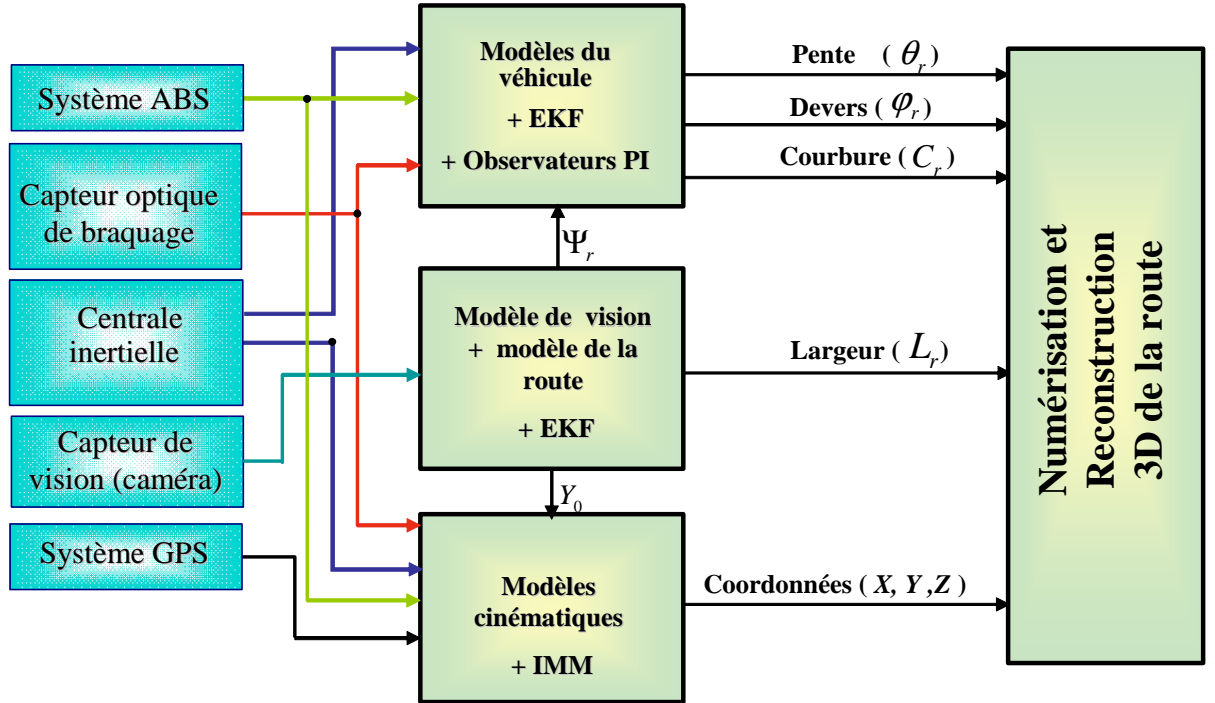 Système ABS
Capteur optique
de braquage
Centrale
inertielle
Capteur de
vision (caméra)
Système GPS
Modèles du
véhicule
+ EKF
+ Observateurs PI
Ψr
Modèle de vision
+ modèle de la
route
+ EKF
Y0
Modèles
cinématiques
+ IMM
Pente ( θr )
Devers ( φr )
Courbure ( Cr )
Largeur ( Lr )
Coordonnées ( X, Y ,Z )
Numérisation et
Reconstruction
3D de la route